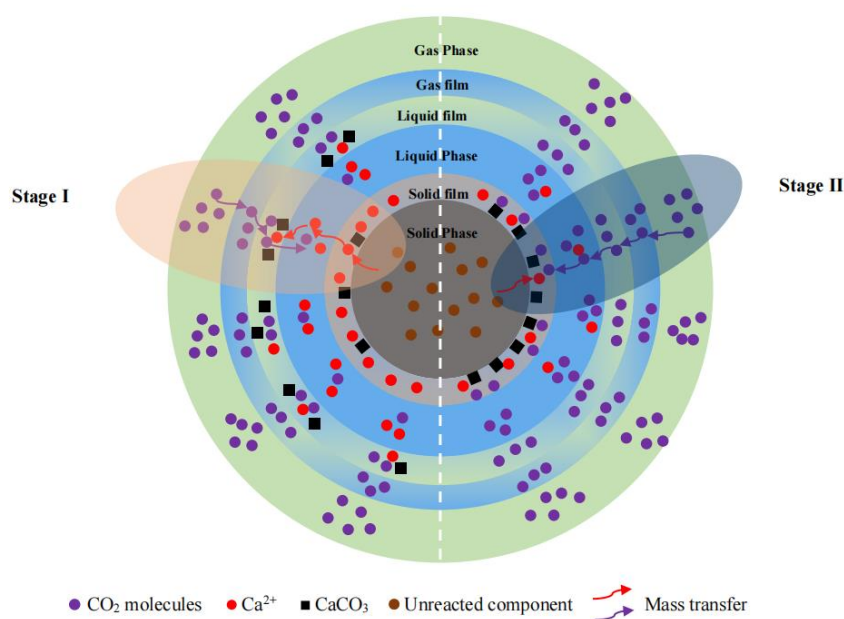 Gas Phase
Gas film
Liquid film
Liquid Phase
Stage I
Stage II
Solid film
Solid Phase
CO₂ molecules Ca²⁺ CaCO₃ Unreacted component Mass transfer